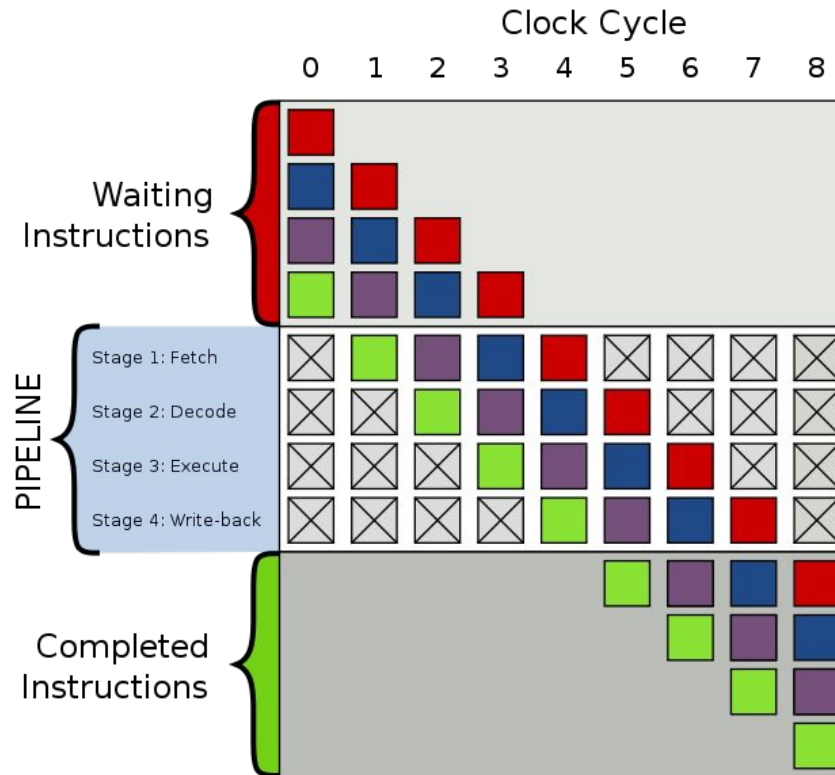 Clock Cycle
0 1 2 3 4 5 6 7 8
Waiting
Instructions
PIPELINE
Stage 1: Fetch
Stage 2: Decode
Stage 3: Execute
Stage 4: Write-back
Completed
Instructions